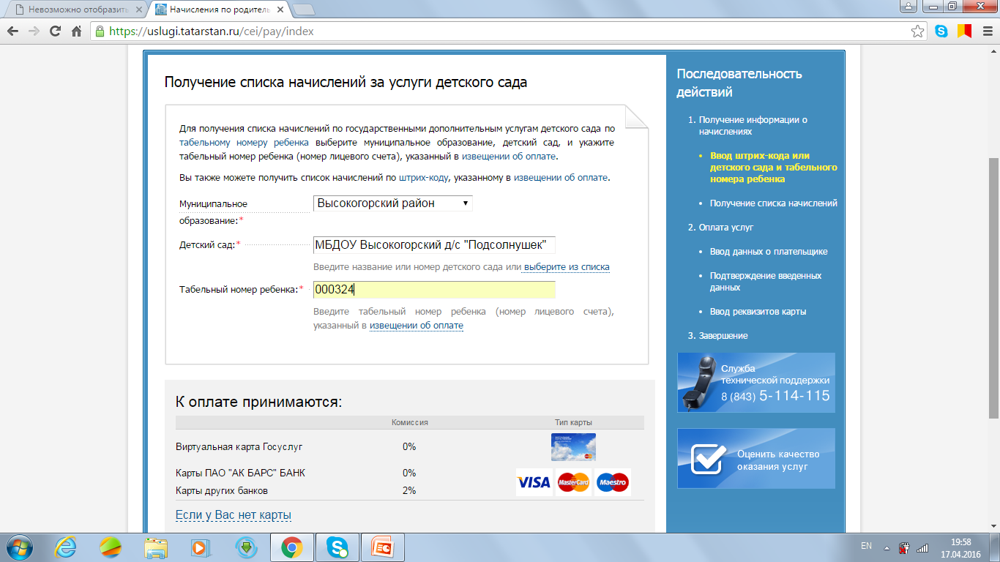 Невозможно отобразить
Начисления по родитель
https://uslugi.tatarstan.ru/cei/pay/index
Получение списка начислений за услуги детского сада
Для получения списка начислений по государственными дополнительным услугам детского сада по
табельному номеру ребенка выберите муниципальное образование, детский сад, и укажите
табельный номер ребенка (номер лицевого счета), указанный в извещении об оплате.
Вы также можете получить список начислений по штрих-коду, указанному в извещении об оплате.
Муниципальное
образование:*
Высокогорский район
Детский сад:*
МБДОУ Высокогорский д/с "Подсолнушек"
Введите название или номер детского сада или выберите из списка
Табельный номер ребенка:*
000324
Введите табельный номер ребенка (номер лицевого счета),
указанный в извещении об оплате
К оплате принимаются:
Комиссия Тип карты
Виртуальная карта Госуслуг 0%
Карты ПАО "АК БАРС" БАНК 0%
Карты других банков 2%
VISA MasterCard Maestro
Если у Вас нет карты
Последовательность
действий
1. Получение информации о
начислениях
• Ввод штрих-кода или
детского сада и табельного
номера ребенка
• Получение списка начислений
2. Оплата услуг
• Ввод данных о плательщике
• Подтверждение введенных
данных
• Ввод реквизитов карты
3. Завершение
Служба
технической поддержки
8 (843) 5-114-115
Оценить качество
оказания услуг
EN
19:58
17.04.2016